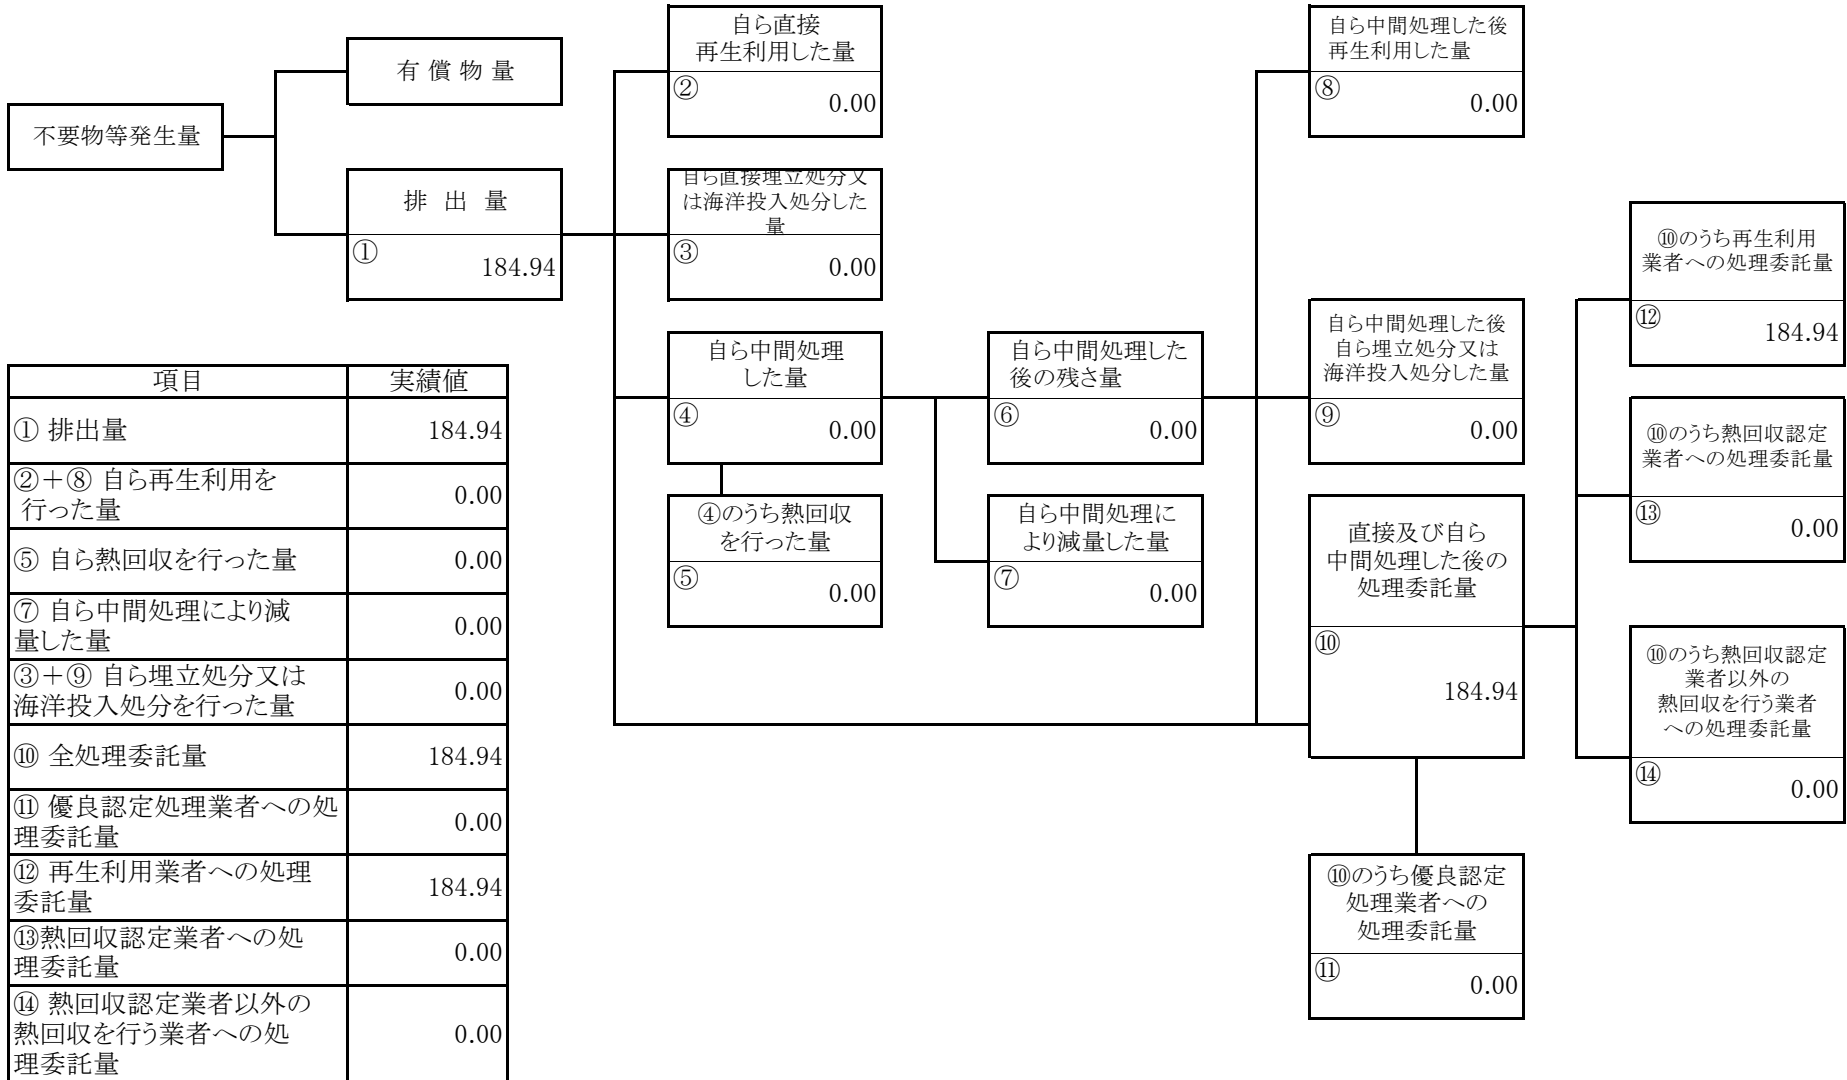 不要物等発生量
有 償 物 量
排 出 量
①
184.94
自ら直接
再生利用した量
②
0.00
自ら直接埋立処分又
は海洋投入処分した
量
③
0.00
自ら中間処理
した量
④
0.00
④のうち熱回収
を行った量
⑤
0.00
自ら中間処理した
後の残さ量
⑥
0.00
自ら中間処理に
より減量した量
⑦
0.00
自ら中間処理した後
再生利用した量
⑧
0.00
自ら中間処理した後
自ら埋立処分又は
海洋投入処分した量
⑨
0.00
直接及び自ら
中間処理した後の
処理委託量
⑩
184.94
⑩のうち優良認定
処理業者への
処理委託量
⑪
0.00
⑩のうち再生利用
業者への処理委託量
⑫
184.94
⑩のうち熱回収認定
業者への処理委託量
⑬
0.00
⑩のうち熱回収認定
業者以外の
熱回収を行う業者
への処理委託量
⑭
0.00
項目 実績値
① 排出量 184.94
②＋⑧ 自ら再生利用を
行った量 0.00
⑤ 自ら熱回収を行った量 0.00
⑦ 自ら中間処理により減
量した量 0.00
③＋⑨ 自ら埋立処分又は
海洋投入処分を行った量 0.00
⑩ 全処理委託量 184.94
⑪ 優良認定処理業者への処
理委託量 0.00
⑫ 再生利用業者への処理
委託量 184.94
⑬熱回収認定業者への処
理委託量 0.00
⑭ 熱回収認定業者以外の
熱回収を行う業者への処
理委託量 0.00